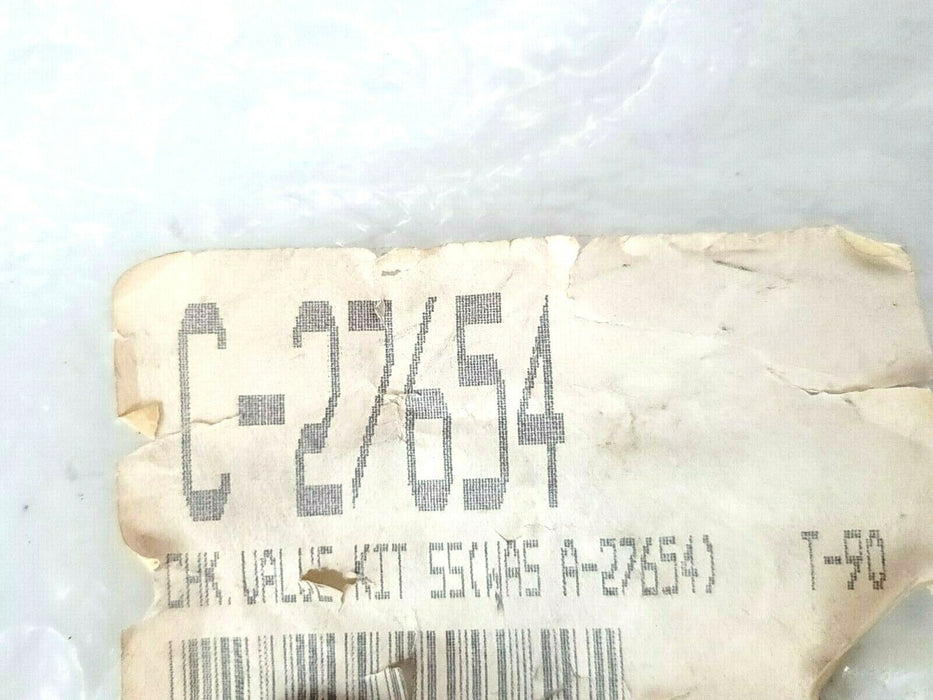 C-27654
CHK. VALVE KIT SS(WAS A-27654) T-90